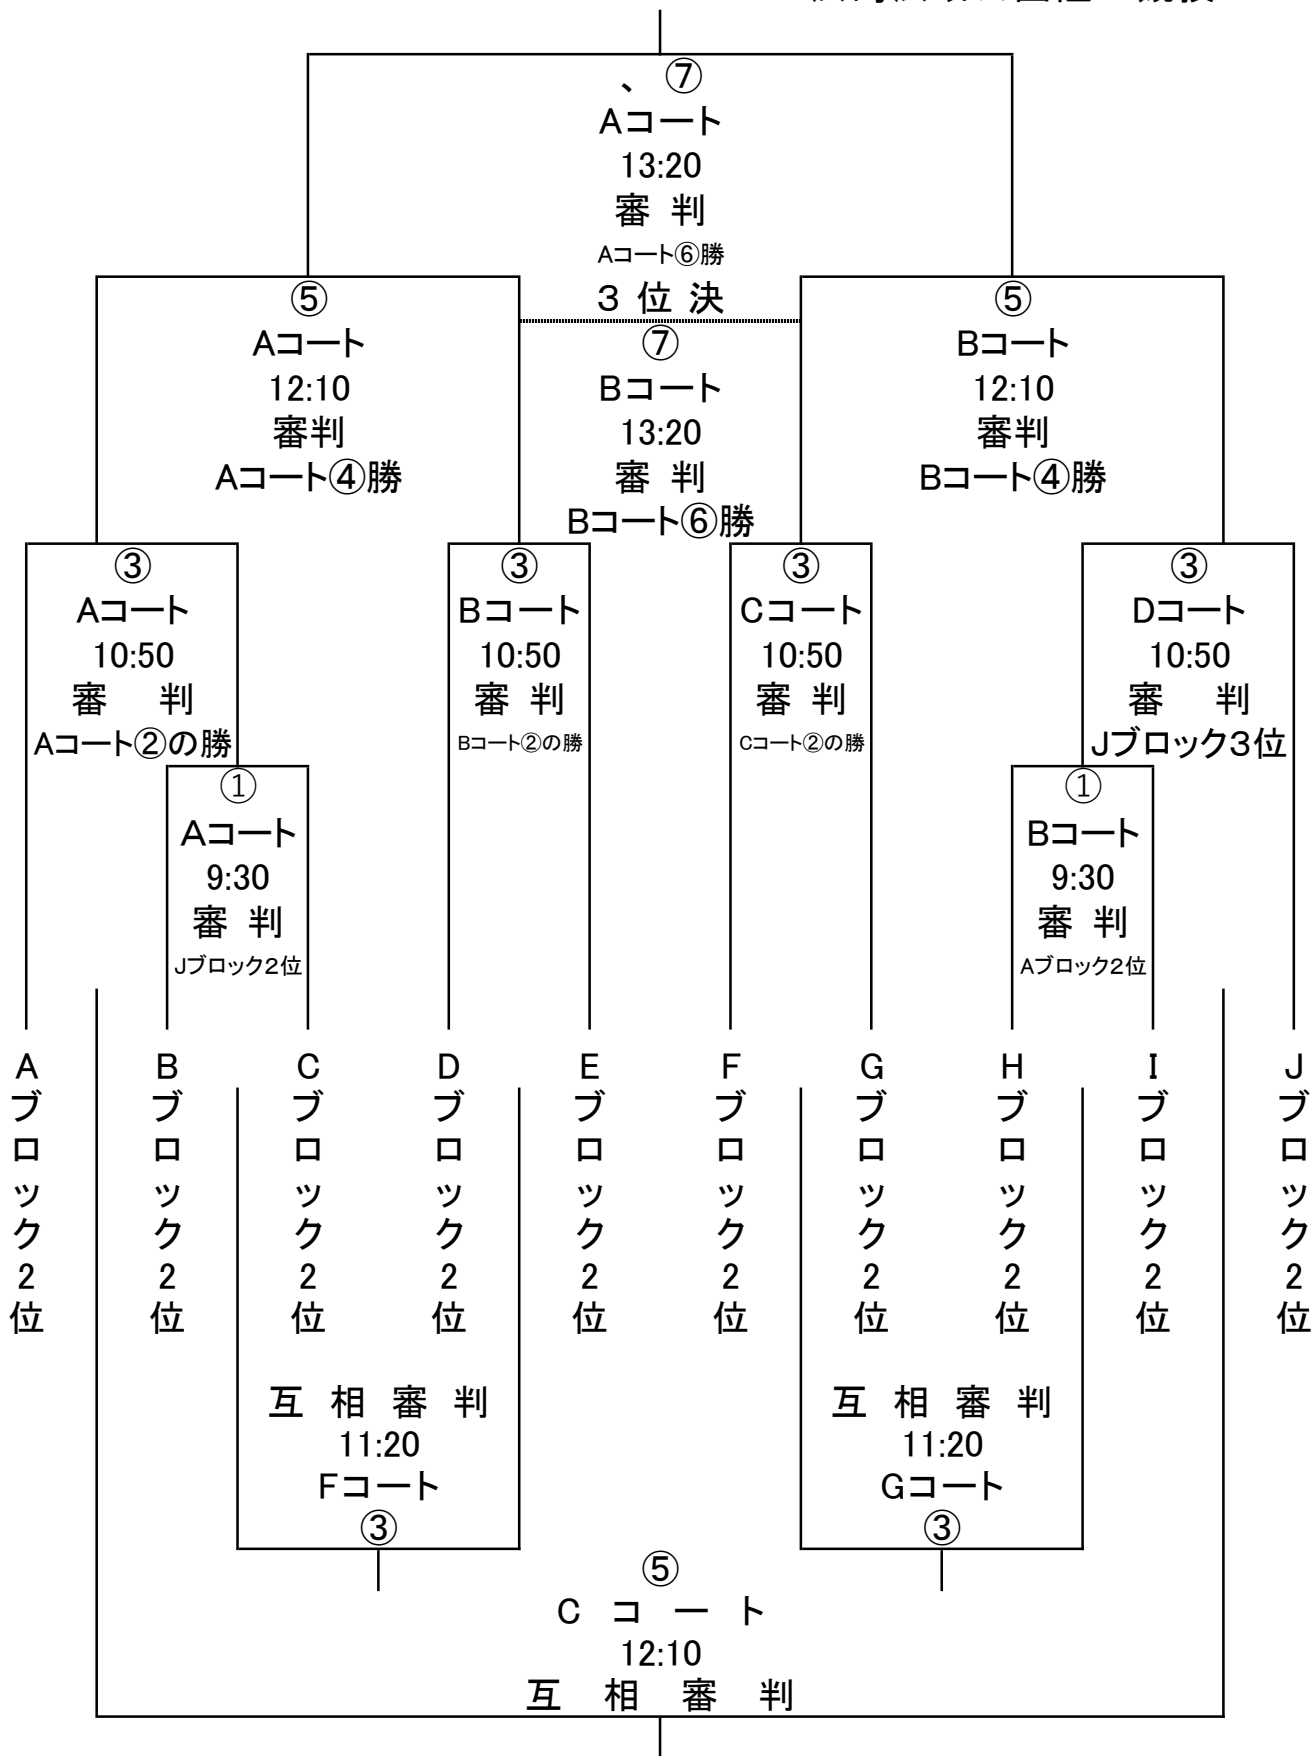 、⑦
Aコート
13:20
審 判
Aコート⑥勝
3 位 決
⑤
Aコート
12:10
審判
Aコート④勝
⑦
Bコート
13:20
審 判
Bコート⑥勝
⑤
Bコート
12:10
審判
Bコート④勝
③
Aコート
10:50
審 判
Aコート②の勝
③
Bコート
10:50
審 判
Bコート②の勝
③
Cコート
10:50
審 判
Cコート②の勝
③
Dコート
10:50
審 判
Jブロック3位
①
Aコート
9:30
審 判
Jブロック2位
①
Bコート
9:30
審 判
Aブロック2位
Aブロック2位
Bブロック2位
Cブロック2位
Dブロック2位
Eブロック2位
Fブロック2位
Gブロック2位
Hブロック2位
Iブロック2位
Jブロック2位
互 相 審 判
11:20
Fコート
③
互 相 審 判
11:20
Gコート
③
⑤
C コ ー ト
12:10
互 相 審 判